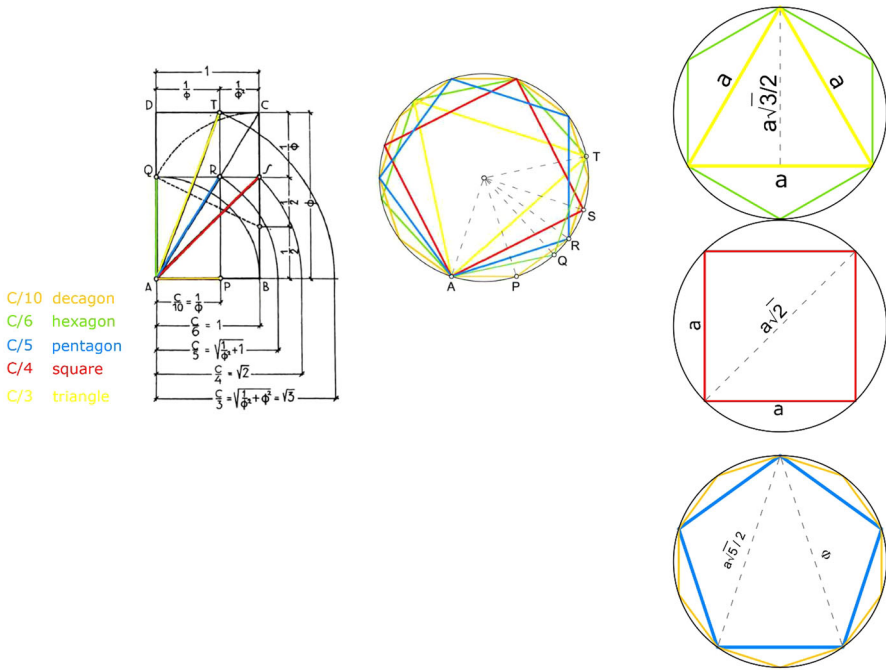 1
1/ϕ 1/ϕ²
D T C
Q R S
1/ϕ
1/2
1/2
ϕ
A P B
C/10 = 1/ϕ
C/6 = 1
C/5 = √(1/ϕ² + 1)
C/4 = √2
C/3 = √(1/ϕ² + ϕ²) = √3
C/10 decagon
C/6 hexagon
C/5 pentagon
C/4 square
C/3 triangle
T
S
R
Q
A P
a a√3/2 a
a
a a√2
a
a√5/2